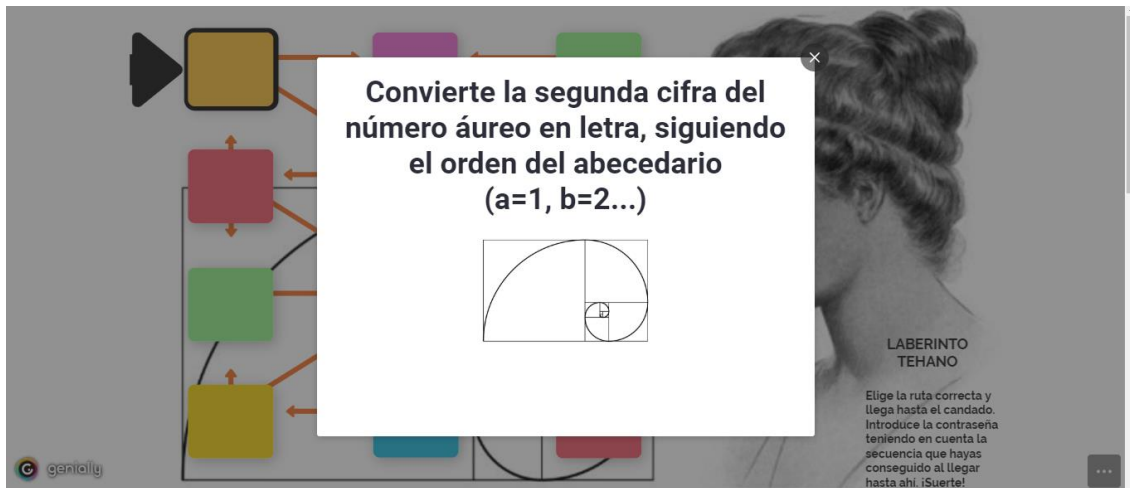 Convierte la segunda cifra del
número áureo en letra, siguiendo
el orden del abecedario
(a=1, b=2...)
LABERINTO
TEHANO
Elige la ruta correcta y
llega hasta el candado.
Introduce la contraseña
teniendo en cuenta la
secuencia que hayas
conseguido al llegar
hasta ahí. ¡Suerte!
genially